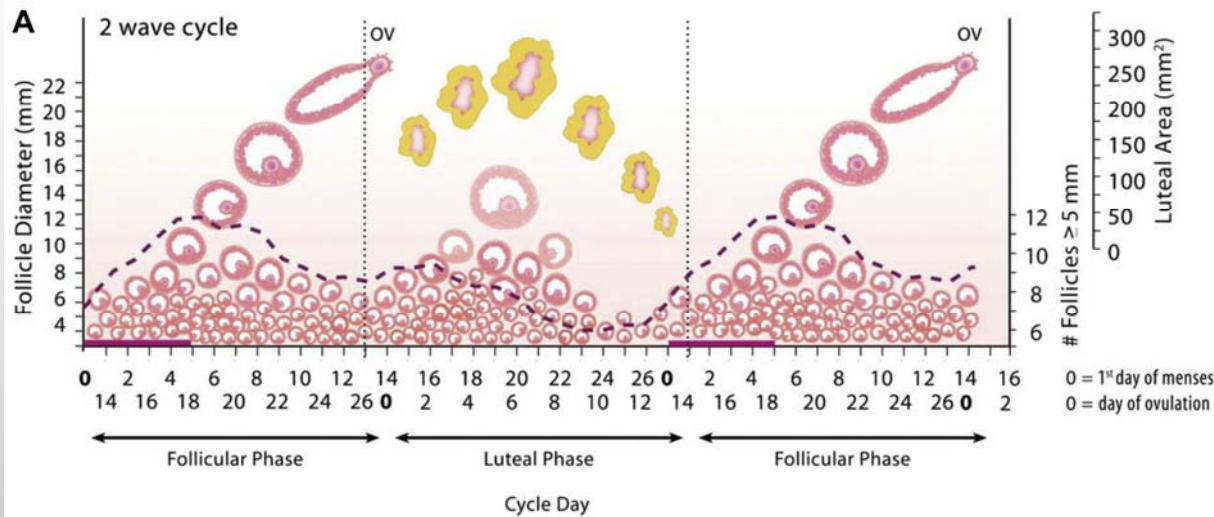 A
2 wave cycle
OV
OV
Follicle Diameter (mm)
22
20
18
16
14
12
10
8
6
4
12
10
8
6
# Follicles ≥ 5 mm
300
250
200
150
100
50
0
Luteal Area (mm²)
0 2 4 6 8 10 12 14 16 18 20 22 24 26 0 2 4 6 8 10 12 14 16
14 16 18 20 22 24 26 0 2 4 6 8 10 12 14 16 18 20 22 24 26 0 2
0 = 1st day of menses
0 = day of ovulation
Follicular Phase
Luteal Phase
Follicular Phase
Cycle Day